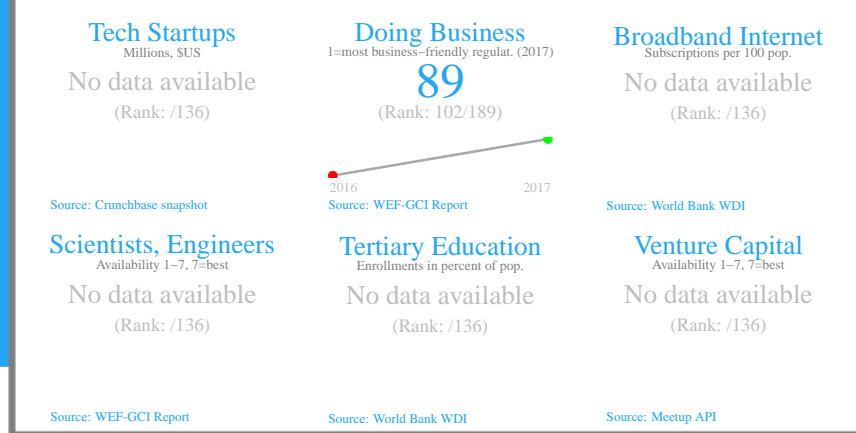 Tech Startups
Millions, $US
No data available
(Rank: /136)
Source: Crunchbase snapshot
Doing Business
1=most business−friendly regulat. (2017)
89
(Rank: 102/189)
2016 2017
Source: WEF-GCI Report
Broadband Internet
Subscriptions per 100 pop.
No data available
(Rank: /136)
Source: World Bank WDI
Scientists, Engineers
Availability 1−7, 7=best
No data available
(Rank: /136)
Source: WEF-GCI Report
Tertiary Education
Enrollments in percent of pop.
No data available
(Rank: /136)
Source: World Bank WDI
Venture Capital
Availability 1−7, 7=best
No data available
(Rank: /136)
Source: Meetup API